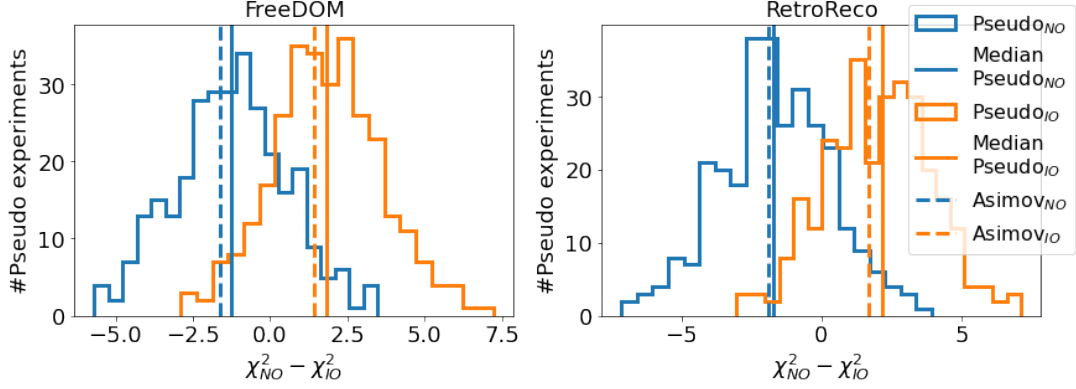 FreeDOM
#Pseudo experiments
30
20
10
0
−5.0 −2.5 0.0 2.5 5.0 7.5
χ²_NO − χ²_IO
RetroReco
#Pseudo experiments
30
20
10
0
−5 0 5
χ²_NO − χ²_IO
Pseudo_NO
Median
Pseudo_NO
Pseudo_IO
Median
Pseudo_IO
Asimov_NO
Asimov_IO